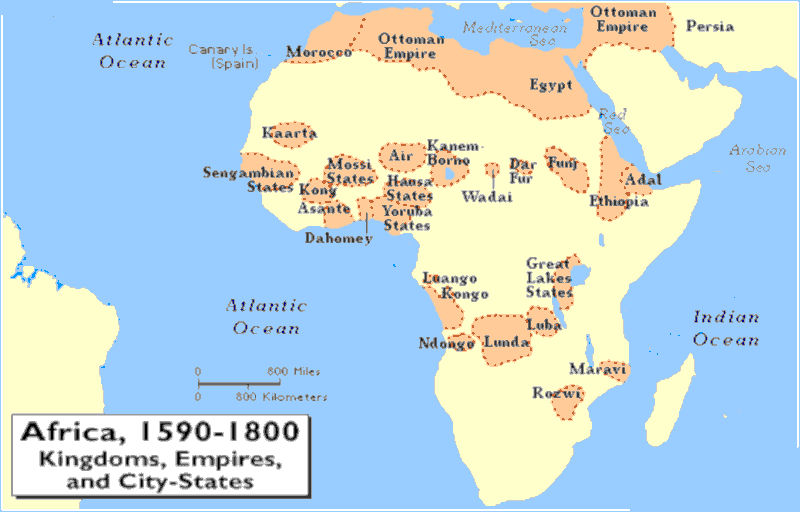 Atlantic
Ocean
Canary Is.
(Spain)
Morocco
Ottoman
Empire
Mediterranean
Sea
Ottoman
Empire
Persia
Egypt
Red
Sea
Arabian
Sea
Kaarta
Sengambian
States
Mossi
States
Kong
Asante
Dahomey
Air
Hausa
States
Yoruba
States
Kanem-
Borno
Wadai
Dar
Fur
Funj
Adal
Ethiopia
Great
Lakes
States
Luango
Kongo
Ndongo
Lunda
Luba
Maravi
Rozwi
Atlantic
Ocean
Indian
Ocean
0 800 Miles
0 800 Kilometers
Africa, 1590-1800
Kingdoms, Empires,
and City-States